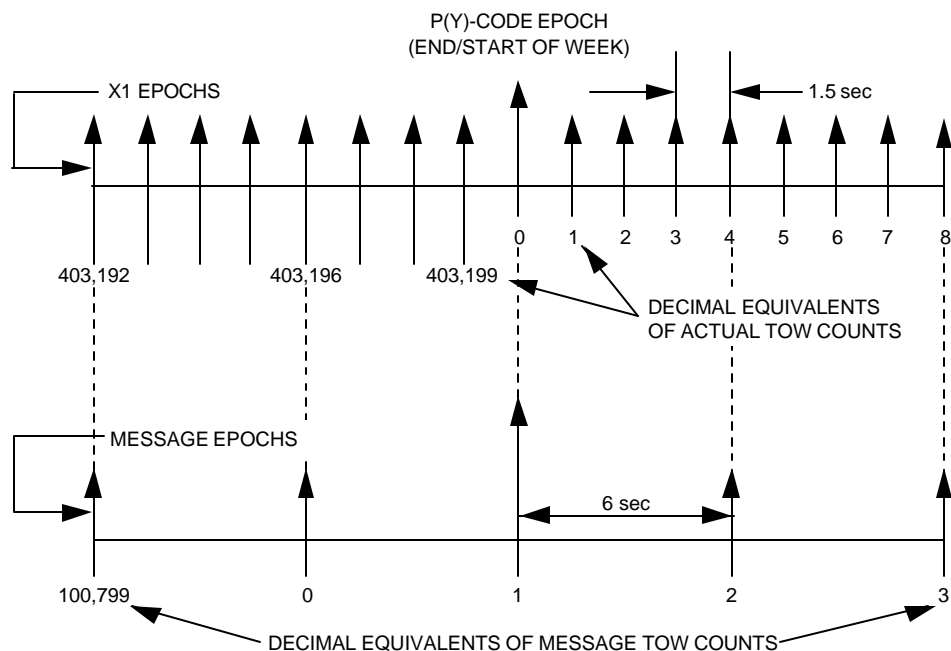 P(Y)-CODE EPOCH
(END/START OF WEEK)
X1 EPOCHS
1.5 sec
0 1 2 3 4 5 6 7 8
403,192 403,196 403,199
DECIMAL EQUIVALENTS
OF ACTUAL TOW COUNTS
MESSAGE EPOCHS
6 sec
100,799 0 1 2 3
DECIMAL EQUIVALENTS OF MESSAGE TOW COUNTS